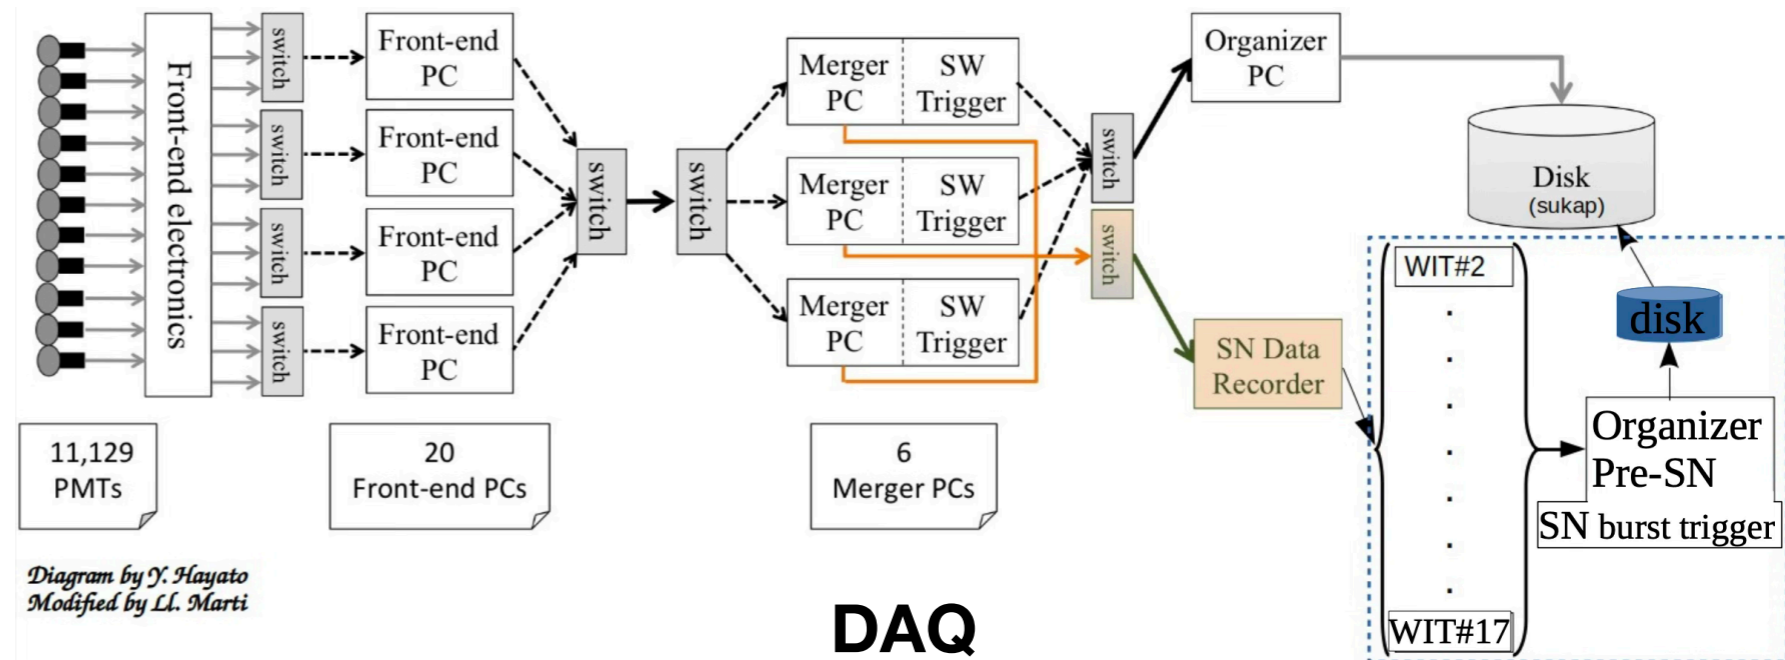 Front-end electronics
switch
switch
switch
switch
Front-end
PC
Front-end
PC
Front-end
PC
Front-end
PC
switch
switch
Merger
PC
SW
Trigger
Merger
PC
SW
Trigger
Merger
PC
SW
Trigger
switch
switch
Organizer
PC
Disk
(sukap)
SN Data
Recorder
WIT#2
.
.
.
.
.
.
.
WIT#17
disk
Organizer
Pre-SN
SN burst trigger
11,129
PMTs
20
Front-end PCs
6
Merger PCs
Diagram by Y. Hayato
Modified by Ll. Marti
DAQ